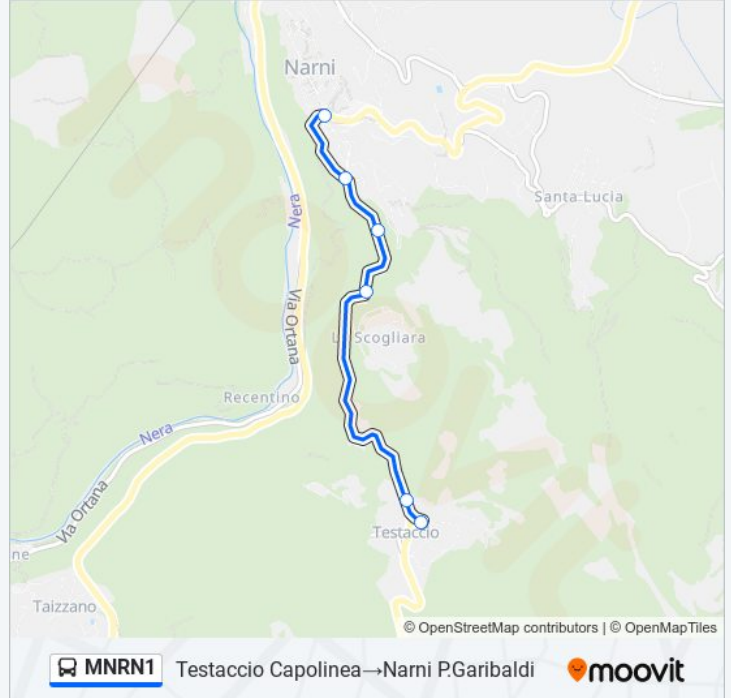 Narni
Santa Lucia
Nera
Via Ortana
Scogliara
Recentino
Nera
Via Ortana
Testaccio
ne
Taizzano
© OpenStreetMap contributors | © OpenMapTiles
MNRN1 Testaccio Capolinea→Narni P.Garibaldi moovit